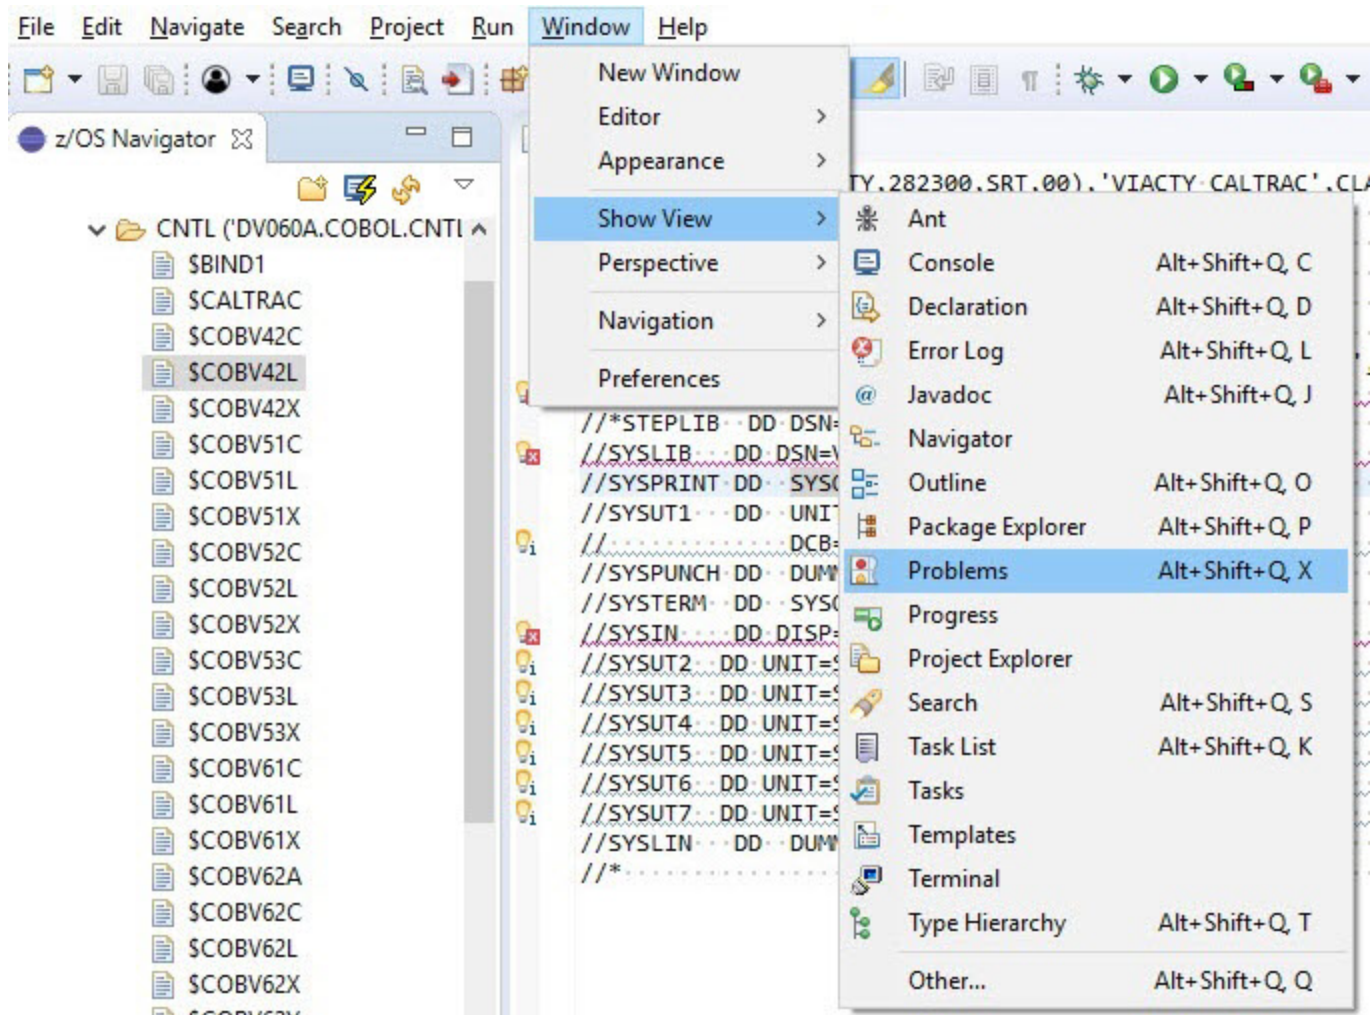 File Edit Navigate Search Project Run Window Help
z/OS Navigator
CNTL ('DV060A.COBOL.CNTL
$BIND1
$CALTRAC
$COBV42C
$COBV42L
$COBV42X
$COBV51C
$COBV51L
$COBV51X
$COBV52C
$COBV52L
$COBV52X
$COBV53C
$COBV53L
$COBV53X
$COBV61C
$COBV61L
$COBV61X
$COBV62A
$COBV62C
$COBV62L
$COBV62X
New Window
Editor
Appearance
Show View
Perspective
Navigation
Preferences
TY,282300,SRT,00),'VIACTY CALTRAC',CLA
//*STEPLIB DD DSN=
//SYSLIB DD DSN=V
//SYSPRINT DD SYSO
//SYSUT1 DD UNIT
// DCB=
//SYSPUNCH DD DUMM
//SYSTERM DD SYSO
//SYSIN DD DISP=
//SYSUT2 DD UNIT=S
//SYSUT3 DD UNIT=S
//SYSUT4 DD UNIT=S
//SYSUT5 DD UNIT=S
//SYSUT6 DD UNIT=S
//SYSUT7 DD UNIT=S
//SYSLIN DD DUMM
//*
Ant
Console Alt+Shift+Q, C
Declaration Alt+Shift+Q, D
Error Log Alt+Shift+Q, L
Javadoc Alt+Shift+Q, J
Navigator
Outline Alt+Shift+Q, O
Package Explorer Alt+Shift+Q, P
Problems Alt+Shift+Q, X
Progress
Project Explorer
Search Alt+Shift+Q, S
Task List Alt+Shift+Q, K
Tasks
Templates
Terminal
Type Hierarchy Alt+Shift+Q, T
Other... Alt+Shift+Q, Q